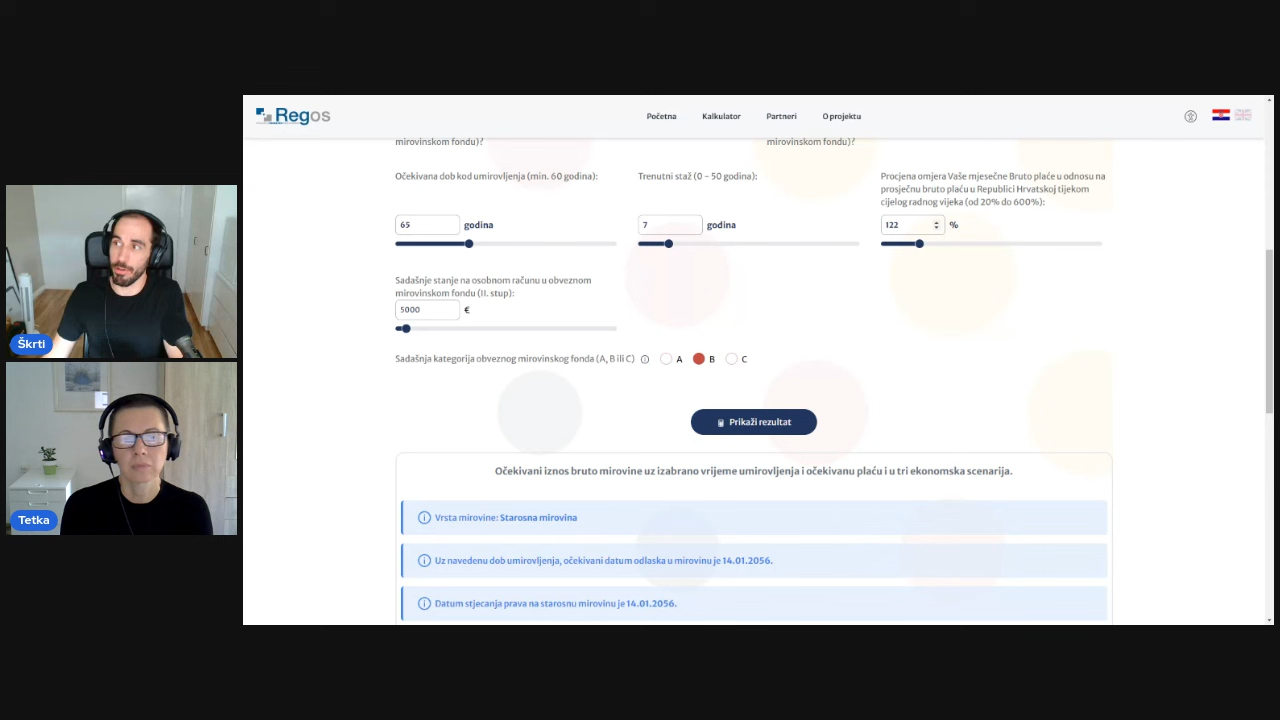 Regos
Početna
Kalkulator
Partneri
O projektu
mirovinskom fondu)?
mirovinskom fondu)?
Očekivana dob kod umirovljenja (min. 60 godina):
Trenutni staž (0 - 50 godina):
Procjena omjera Vaše mjesečne Bruto plaće u odnosu na
prosječnu bruto plaću u Republici Hrvatskoj tijekom
cijelog radnog vijeka (od 20% do 600%):
65 godina
7 godina
122 %
Sadašnje stanje na osobnom računu u obveznom
mirovinskom fondu (II. stup):
5000 €
Sadašnja kategorija obveznog mirovinskog fonda (A, B ili C) A B C
Prikaži rezultat
Očekivani iznos bruto mirovine uz izabrano vrijeme umirovljenja i očekivanu plaću i u tri ekonomska scenarija.
Vrsta mirovine: Starosna mirovina
Uz navedenu dob umirovljenja, očekivani datum odlaska u mirovinu je 14.01.2056.
Datum stjecanja prava na starosnu mirovinu je 14.01.2056.
Škrti
Tetka